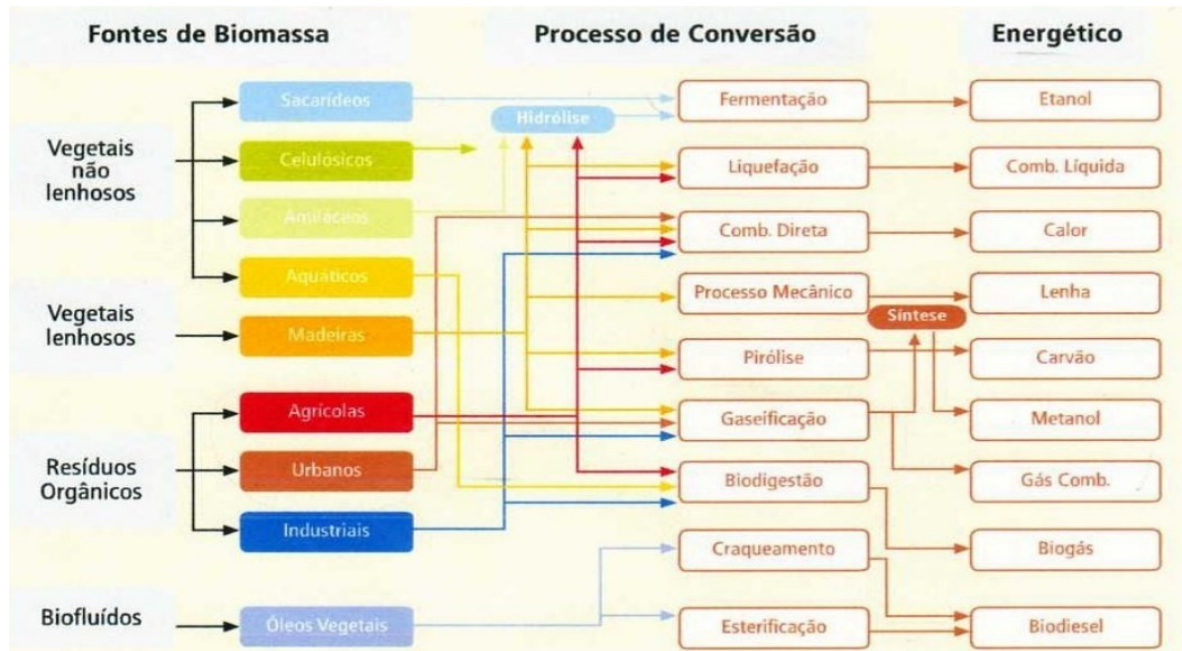 Fontes de Biomassa
Processo de Conversão
Energético
Vegetais
não
lenhosos
Vegetais
lenhosos
Resíduos
Orgânicos
Biofluídos
Sacarídeos
Celulósicos
Amiláceos
Aquáticos
Madeiras
Agrícolas
Urbanos
Industriais
Óleos Vegetais
Hidrólise
Fermentação
Liquefação
Comb. Direta
Processo Mecânico
Pirólise
Gaseificação
Biodigestão
Craqueamento
Esterificação
Síntese
Etanol
Comb. Líquida
Calor
Lenha
Carvão
Metanol
Gás Comb.
Biogás
Biodiesel